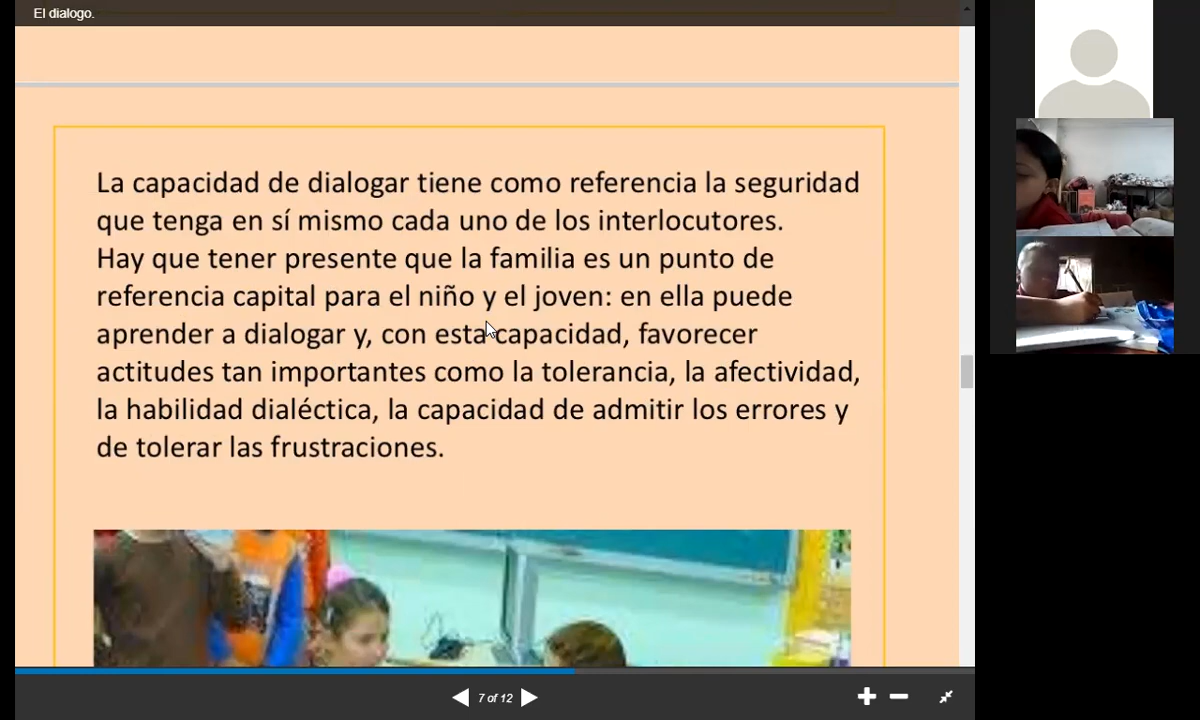 El dialogo.
La capacidad de dialogar tiene como referencia la seguridad
que tenga en sí mismo cada uno de los interlocutores.
Hay que tener presente que la familia es un punto de
referencia capital para el niño y el joven: en ella puede
aprender a dialogar y, con esta capacidad, favorecer
actitudes tan importantes como la tolerancia, la afectividad,
la habilidad dialéctica, la capacidad de admitir los errores y
de tolerar las frustraciones.
7 of 12